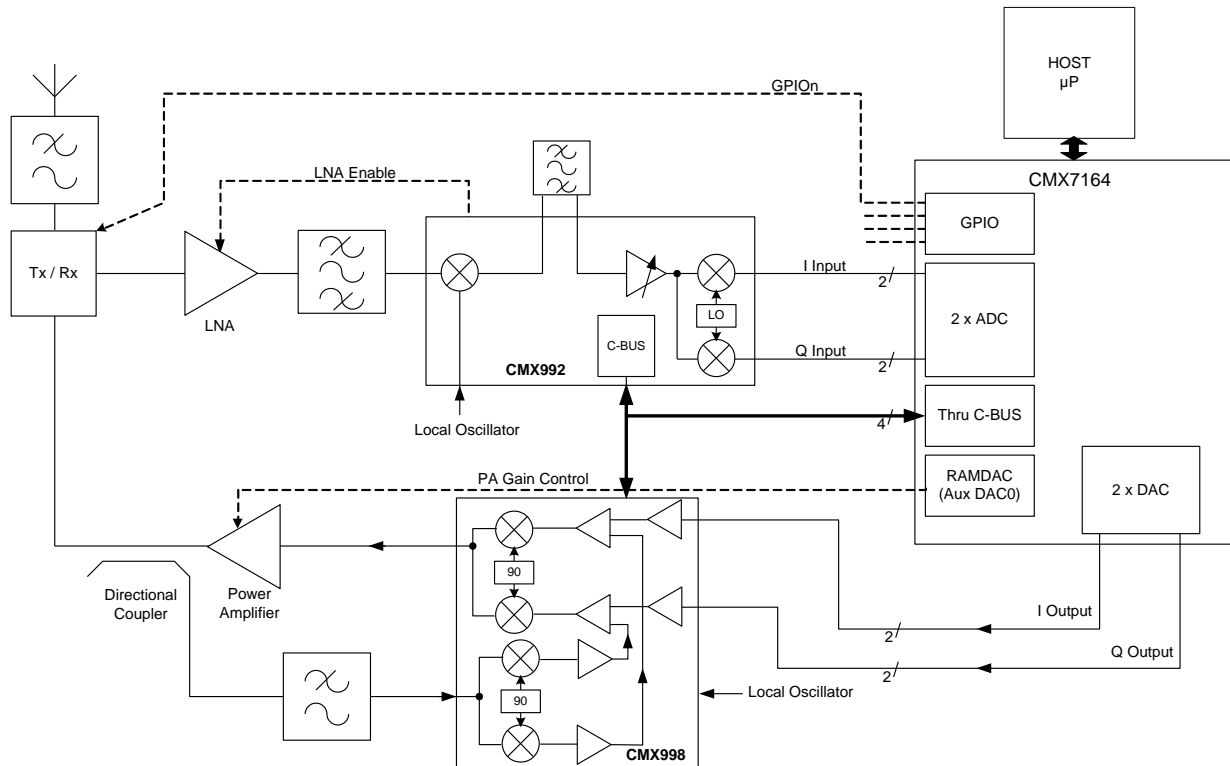 HOST
µP
GPIOn
CMX7164
LNA Enable
GPIO
Tx / Rx
I Input
2
LO
2 x ADC
LNA
C-BUS
Q Input
2
CMX992
Local Oscillator
4
Thru C-BUS
PA Gain Control
RAMDAC
(Aux DAC0)
2 x DAC
90
Directional
Coupler
Power
Amplifier
I Output
2
Q Output
2
90
Local Oscillator
CMX998